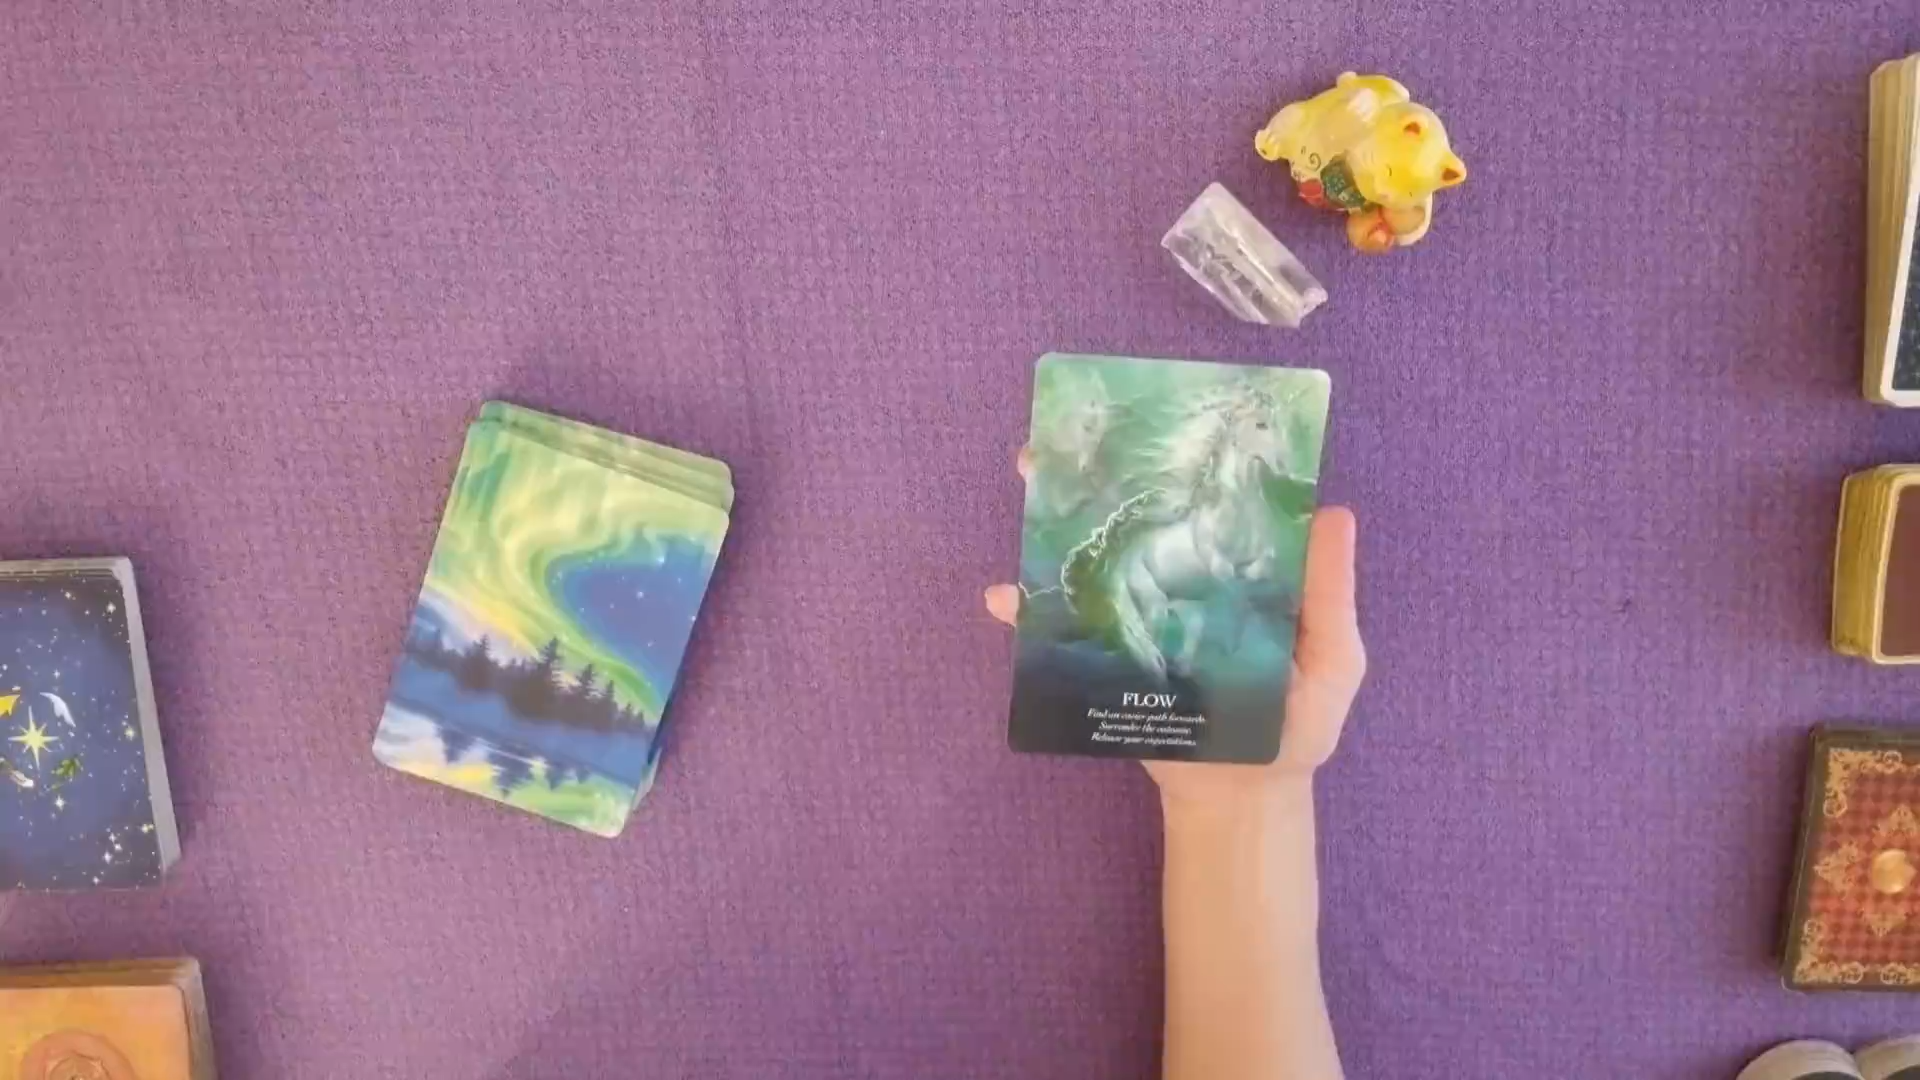 FLOW
Find an easier path forwards.
Surrender the outcome.
Release your expectations.